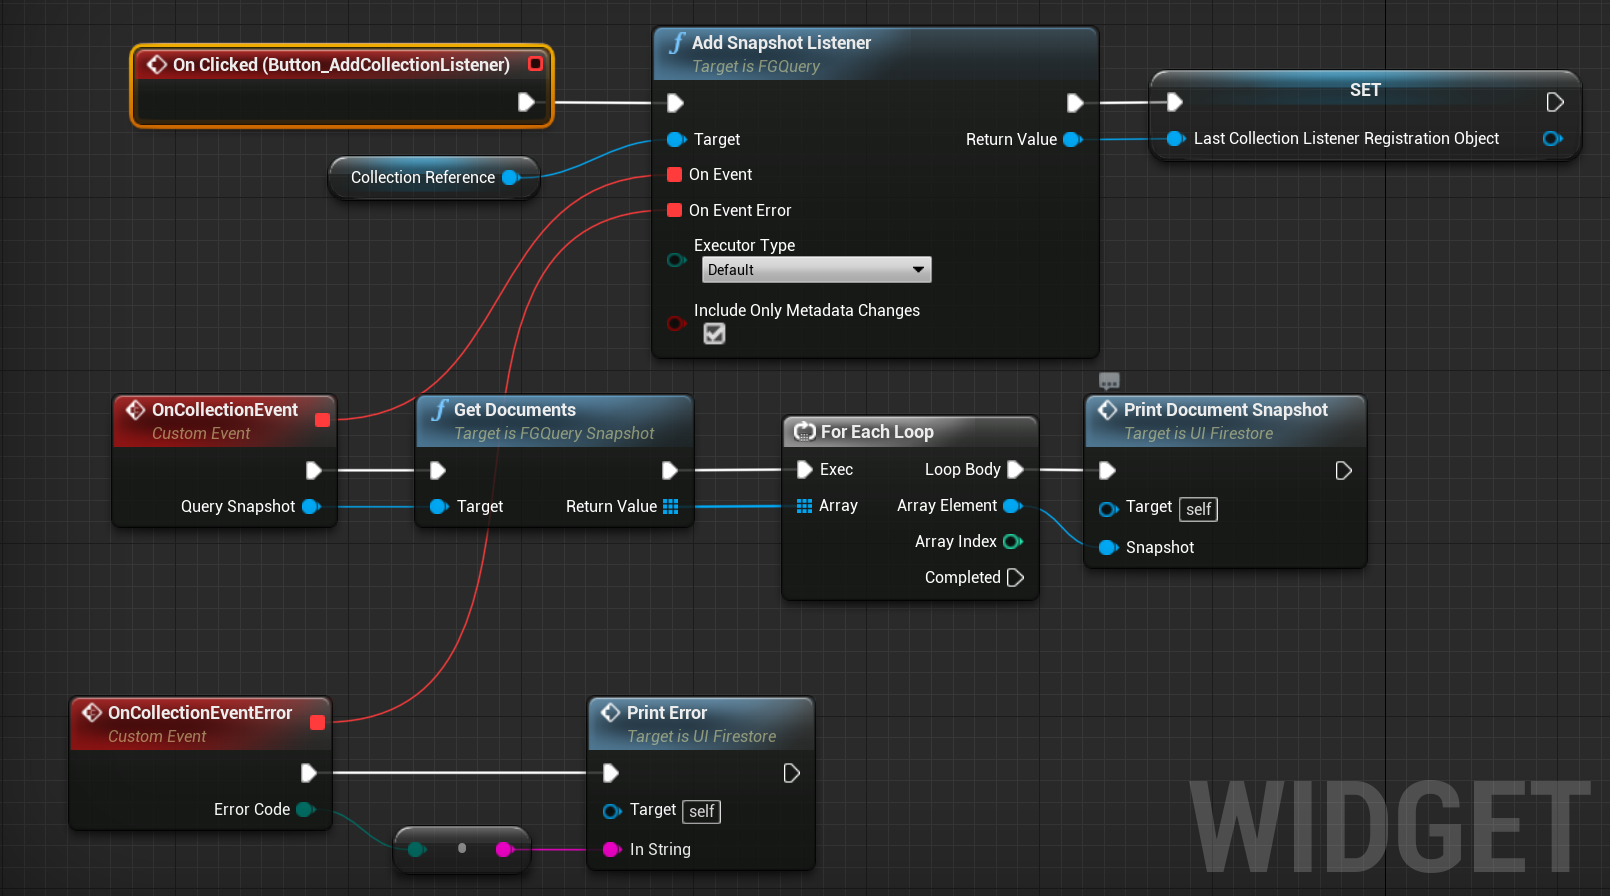 On Clicked (Button_AddCollectionListener)
Collection Reference
Add Snapshot Listener
Target is FGQuery
Target
Return Value
On Event
On Event Error
Executor Type
Default
Include Only Metadata Changes
SET
Last Collection Listener Registration Object
OnCollectionEvent
Custom Event
Query Snapshot
Get Documents
Target is FGQuery Snapshot
Target
Return Value
For Each Loop
Exec
Loop Body
Array
Array Element
Array Index
Completed
Print Document Snapshot
Target is UI Firestore
Target self
Snapshot
OnCollectionEventError
Custom Event
Error Code
Print Error
Target is UI Firestore
Target self
In String
WIDGET